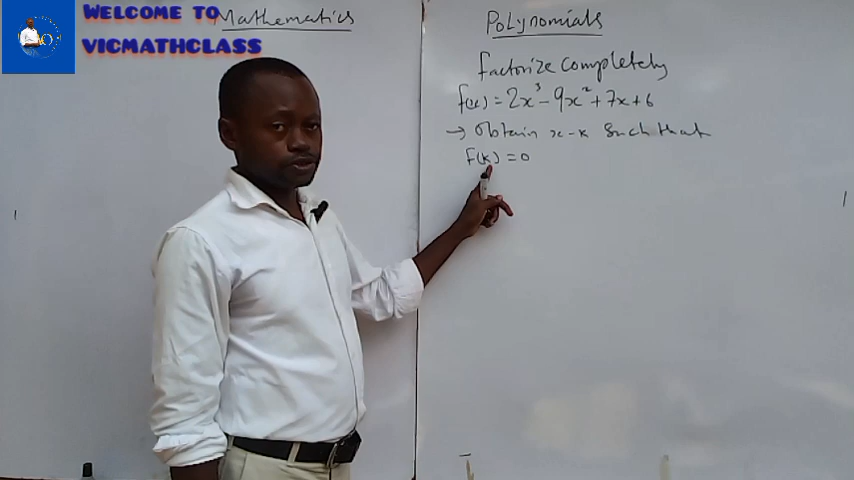 WELCOME TO
VICMATHCLASS
Mathematics
Polynomials
factorize completely
f(x) = 2x³ - 9x² + 7x + 6
→ Obtain x - k such that
f(k) = 0